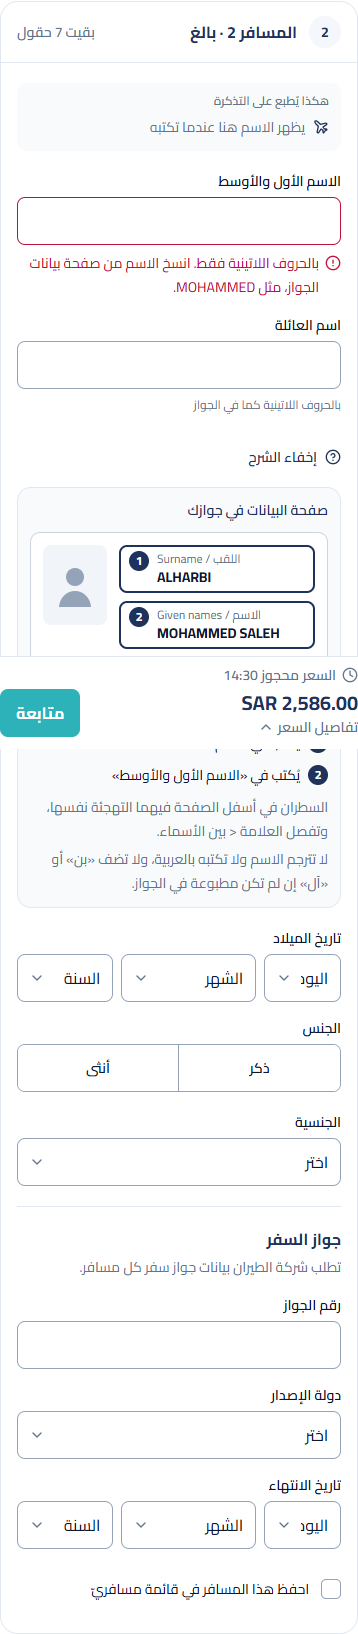 2
المسافر 2 · بالغ
بقيت 7 حقول
هكذا يُطبع على التذكرة
يظهر الاسم هنا عندما تكتبه
الاسم الأول والأوسط
بالحروف اللاتينية فقط. انسخ الاسم من صفحة بيانات
الجواز، مثل MOHAMMED.
اسم العائلة
بالحروف اللاتينية كما في الجواز
إخفاء الشرح
صفحة البيانات في جوازك
1 Surname / اللقب
ALHARBI
2 Given names / الاسم
MOHAMMED SALEH
السعر محجوز 14:30
SAR 2,586.00
تفاصيل السعر
متابعة
2 يُكتب في «الاسم الأول والأوسط»
السطران في أسفل الصفحة فيهما التهجئة نفسها،
وتفصل العلامة < بين الأسماء.
لا تترجم الاسم ولا تكتبه بالعربية، ولا تضف «بن» أو
«آل» إن لم تكن مطبوعة في الجواز.
تاريخ الميلاد
اليوم
الشهر
السنة
الجنس
ذكر
أنثى
الجنسية
اختر
جواز السفر
تطلب شركة الطيران بيانات جواز سفر كل مسافر.
رقم الجواز
دولة الإصدار
اختر
تاريخ الانتهاء
اليوم
الشهر
السنة
احفظ هذا المسافر في قائمة مسافريّ